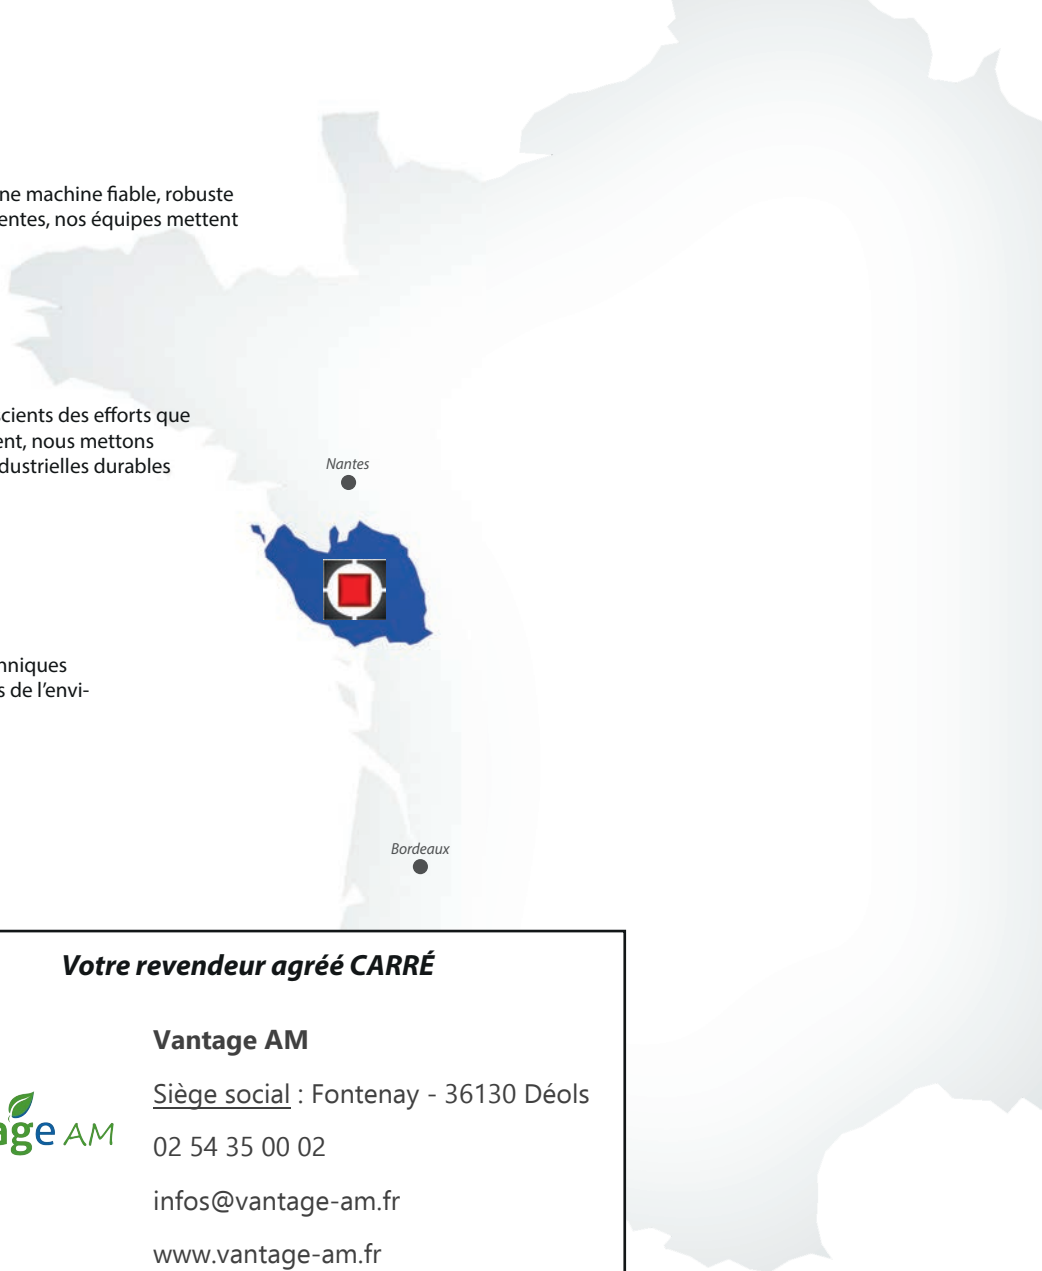 ne machine fiable, robuste
entes, nos équipes mettent
cients des efforts que
ent, nous mettons
dustrielles durables
Nantes
nniques
s de l'envi-
Bordeaux
Votre revendeur agréé CARRÉ
Vantage AM
Siège social : Fontenay - 36130 Déols
age AM
02 54 35 00 02
infos@vantage-am.fr
www.vantage-am.fr